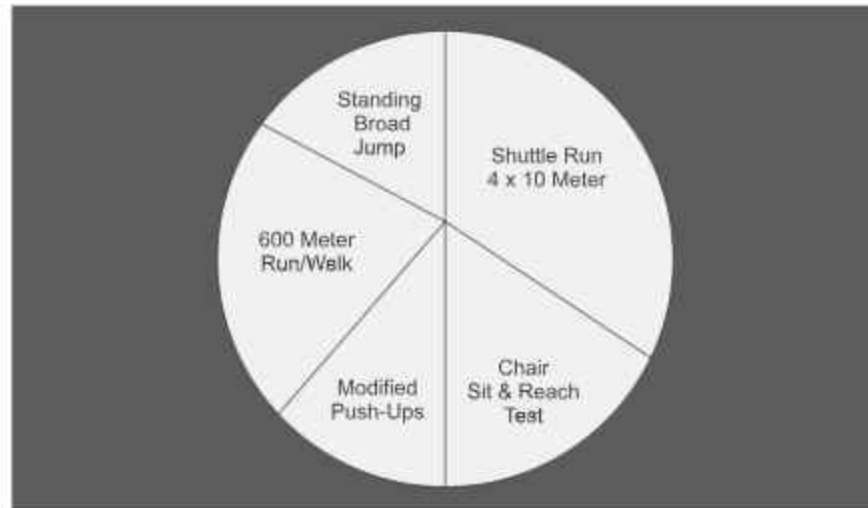 Standing
Broad
Jump
Shuttle Run
4 x 10 Meter
600 Meter
Run/Walk
Chair
Sit & Reach
Test
Modified
Push-Ups